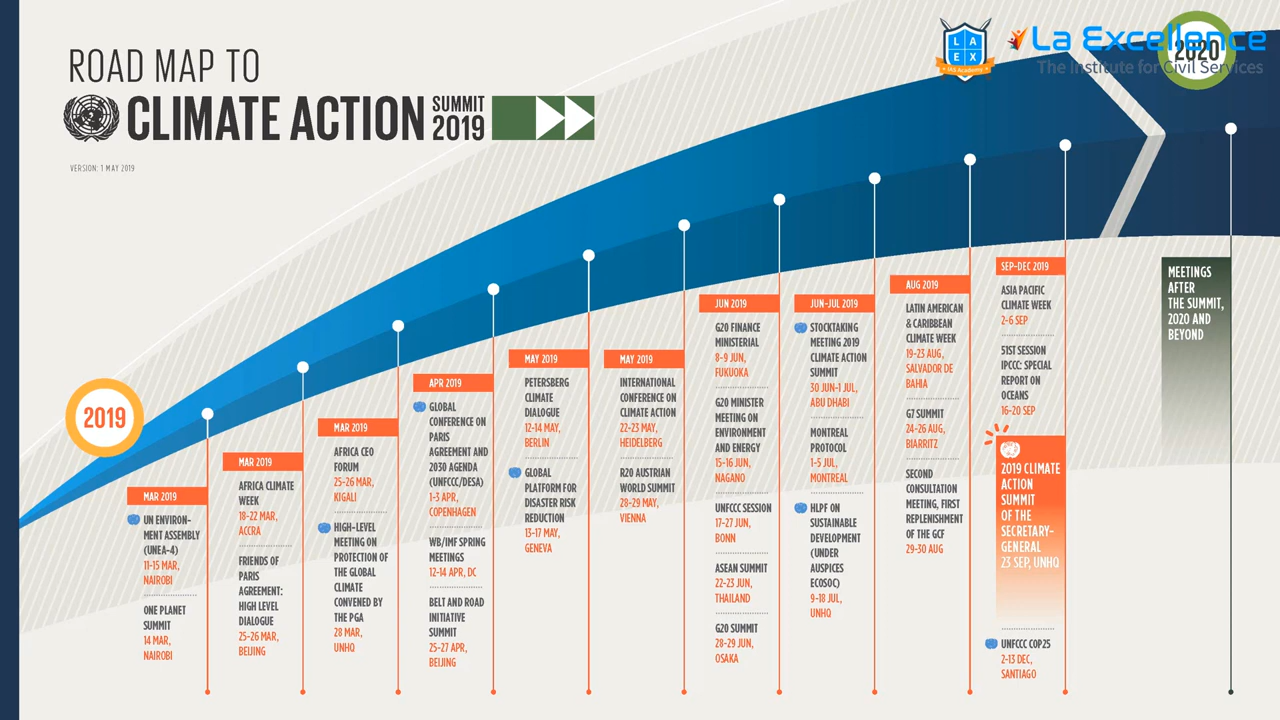 ROAD MAP TO
CLIMATE ACTION
SUMMIT
2019
VERSION: 1 MAY 2019
LA
EX
IAS Academy
La Excellence
The Institute for Civil Services
2020
2019
MAR 2019
UN ENVIRON-
MENT ASSEMBLY
(UNEA-4)
11-15 MAR,
NAIROBI
ONE PLANET
SUMMIT
14 MAR,
NAIROBI
MAR 2019
AFRICA CLIMATE
WEEK
18-22 MAR,
ACCRA
FRIENDS OF
PARIS
AGREEMENT:
HIGH LEVEL
DIALOGUE
25-26 MAR,
BEIJING
MAR 2019
AFRICA CEO
FORUM
25-26 MAR,
KIGALI
HIGH-LEVEL
MEETING ON
PROTECTION OF
THE GLOBAL
CLIMATE
CONVENED BY
THE PGA
28 MAR,
UNHQ
APR 2019
GLOBAL
CONFERENCE ON
PARIS
AGREEMENT AND
2030 AGENDA
(UNFCCC/DESA)
1-3 APR,
COPENHAGEN
WB/IMF SPRING
MEETINGS
12-14 APR, DC
BELT AND ROAD
INITIATIVE
SUMMIT
25-27 APR,
BEIJING
MAY 2019
PETERSBERG
CLIMATE
DIALOGUE
12-14 MAY,
BERLIN
GLOBAL
PLATFORM FOR
DISASTER RISK
REDUCTION
13-17 MAY,
GENEVA
MAY 2019
INTERNATIONAL
CONFERENCE ON
CLIMATE ACTION
22-23 MAY,
HEIDELBERG
R20 AUSTRIAN
WORLD SUMMIT
28-29 MAY,
VIENNA
JUN 2019
G20 FINANCE
MINISTERIAL
8-9 JUN,
FUKUOKA
G20 MINISTER
MEETING ON
ENVIRONMENT
AND ENERGY
15-16 JUN,
NAGANO
UNFCCC SESSION
17-27 JUN,
BONN
ASEAN SUMMIT
22-23 JUN,
THAILAND
G20 SUMMIT
28-29 JUN,
OSAKA
JUN-JUL 2019
STOCKTAKING
MEETING 2019
CLIMATE ACTION
SUMMIT
30 JUN-1 JUL,
ABU DHABI
MONTREAL
PROTOCOL
1-5 JUL,
MONTREAL
HLPF ON
SUSTAINABLE
DEVELOPMENT
(UNDER
AUSPICES
ECOSOC)
9-18 JUL,
UNHQ
AUG 2019
LATIN AMERICAN
& CARIBBEAN
CLIMATE WEEK
19-23 AUG,
SALVADOR DE
BAHIA
G7 SUMMIT
24-26 AUG,
BIARRITZ
SECOND
CONSULTATION
MEETING, FIRST
REPLENISHMENT
OF THE GCF
29-30 AUG
SEP-DEC 2019
ASIA PACIFIC
CLIMATE WEEK
2-6 SEP
51ST SESSION
IPCCC: SPECIAL
REPORT ON
OCEANS
16-20 SEP
2019 CLIMATE
ACTION
SUMMIT
OF THE
SECRETARY-
GENERAL
23 SEP, UNHQ
UNFCCC COP25
2-13 DEC,
SANTIAGO
MEETINGS
AFTER
THE SUMMIT,
2020 AND
BEYOND